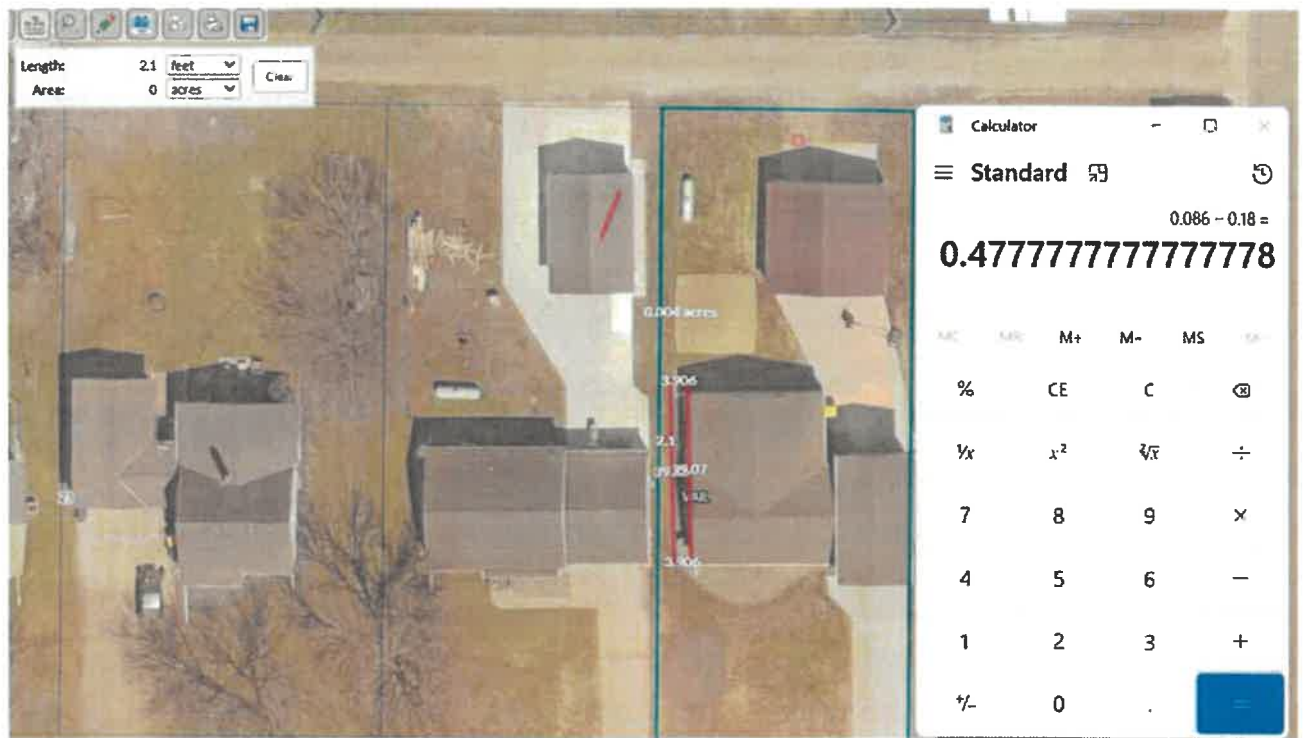 Length: 2.1 feet Clear
Area: 0 acres
Calculator
Standard
0.086 ÷ 0.18 =
0.4777777777777778
0.004 acres
3.906
2.1
3.906
MC MR M+ M- MS
% CE C
¹/x x² ²√x ÷
7 8 9 ×
4 5 6 −
1 2 3 +
+/− 0 . =